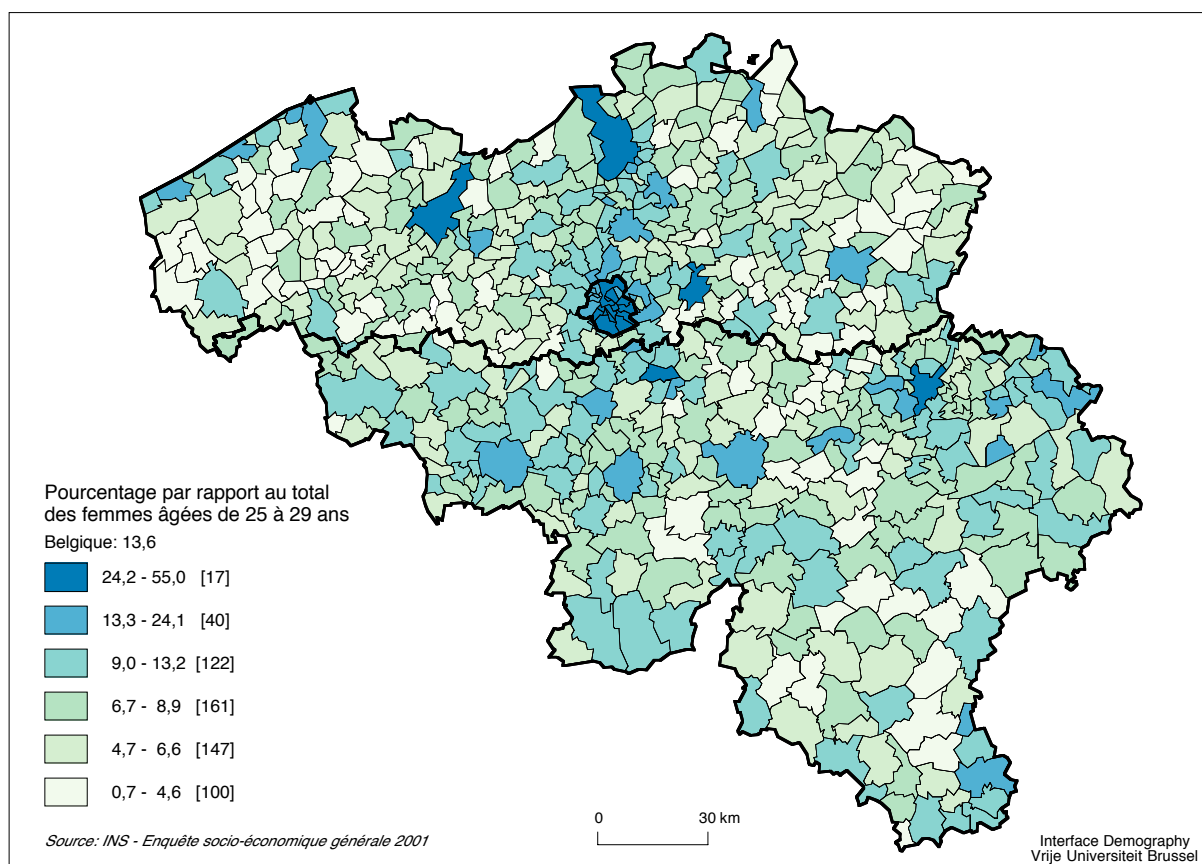 Pourcentage par rapport au total
des femmes âgées de 25 à 29 ans
Belgique: 13,6
24,2 - 55,0 [17]
13,3 - 24,1 [40]
9,0 - 13,2 [122]
6,7 - 8,9 [161]
4,7 - 6,6 [147]
0,7 - 4,6 [100]
Source: INS - Enquête socio-économique générale 2001
0 30 km
Interface Demography
Vrije Universiteit Brussel